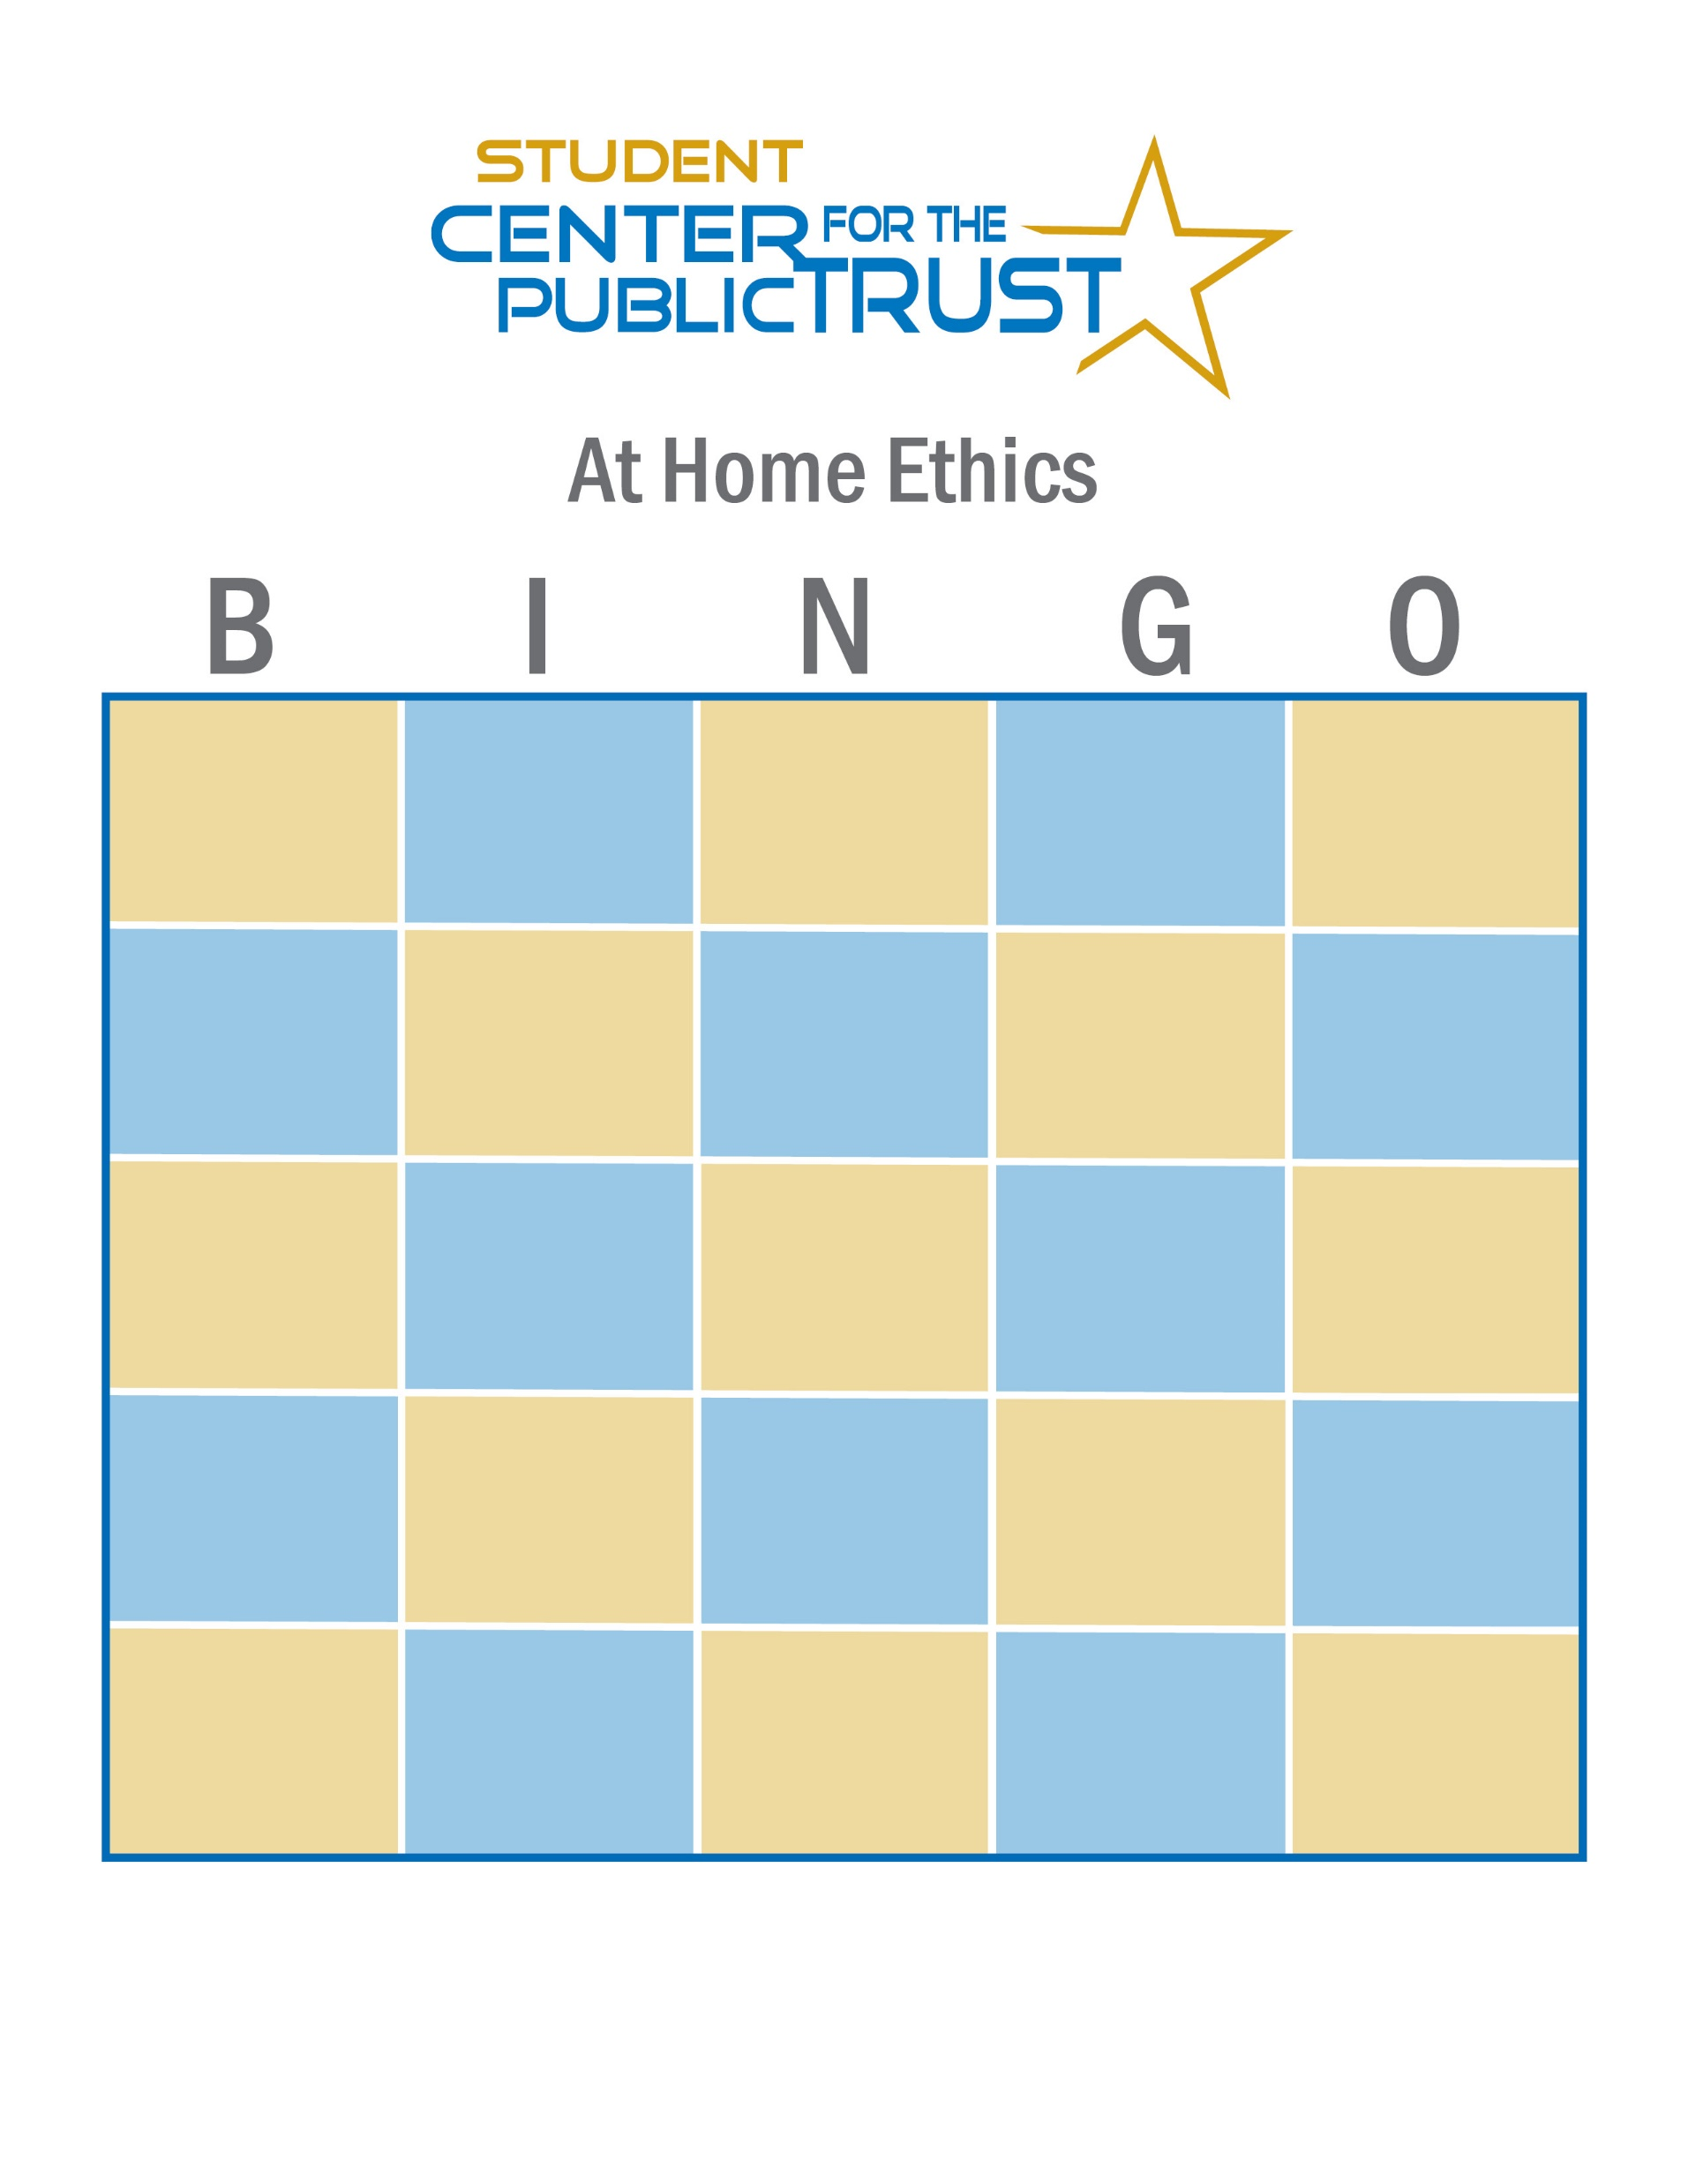 STUDENT
CENTER FOR THE
PUBLIC TRUST
At Home Ethics
B I N G O